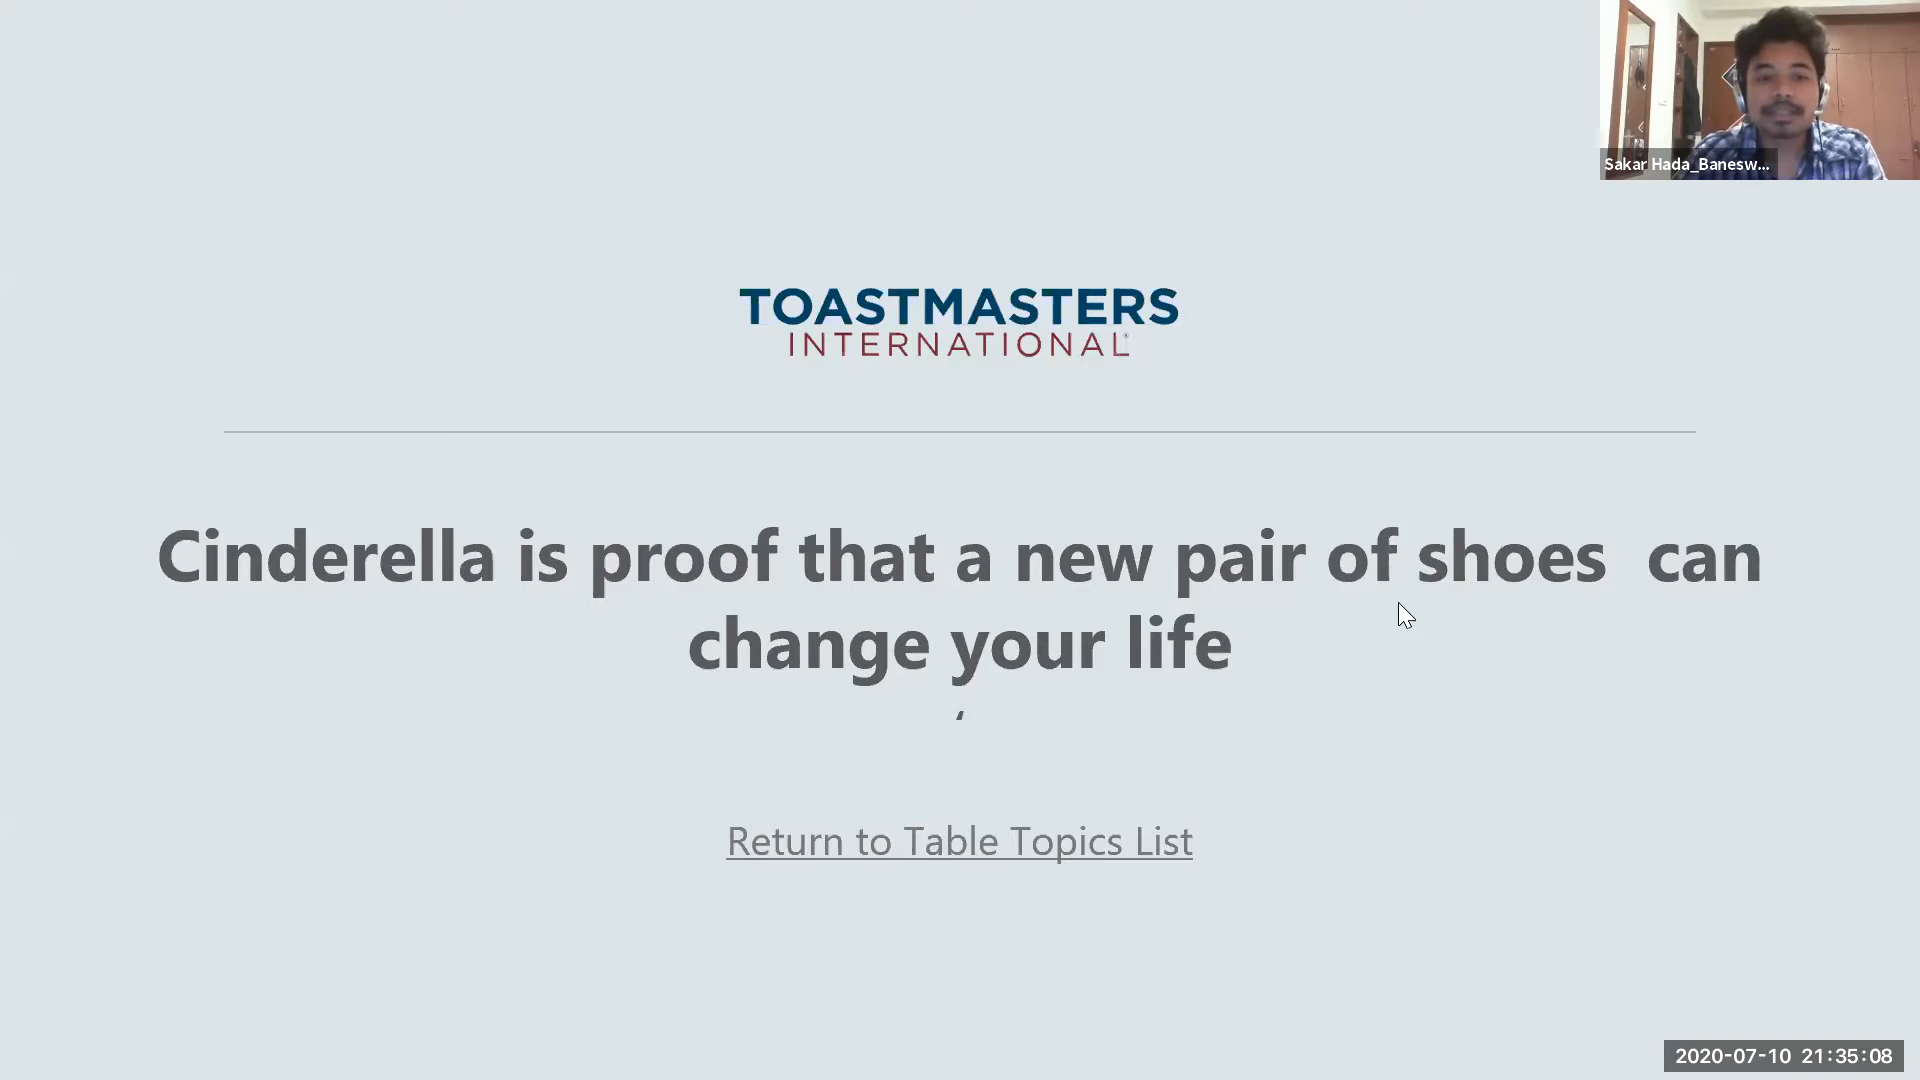 Sakar Hada_Banesw...
TOASTMASTERS
INTERNATIONAL
Cinderella is proof that a new pair of shoes can
change your life
‘
Return to Table Topics List
2020-07-10 21:35:08